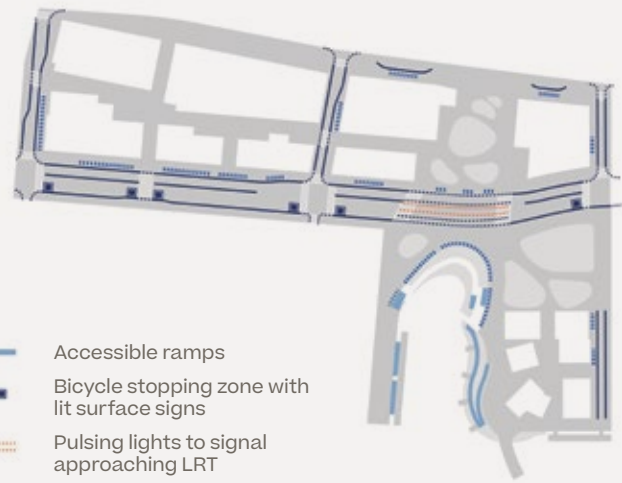 Accessible ramps
Bicycle stopping zone with
lit surface signs
Pulsing lights to signal
approaching LRT